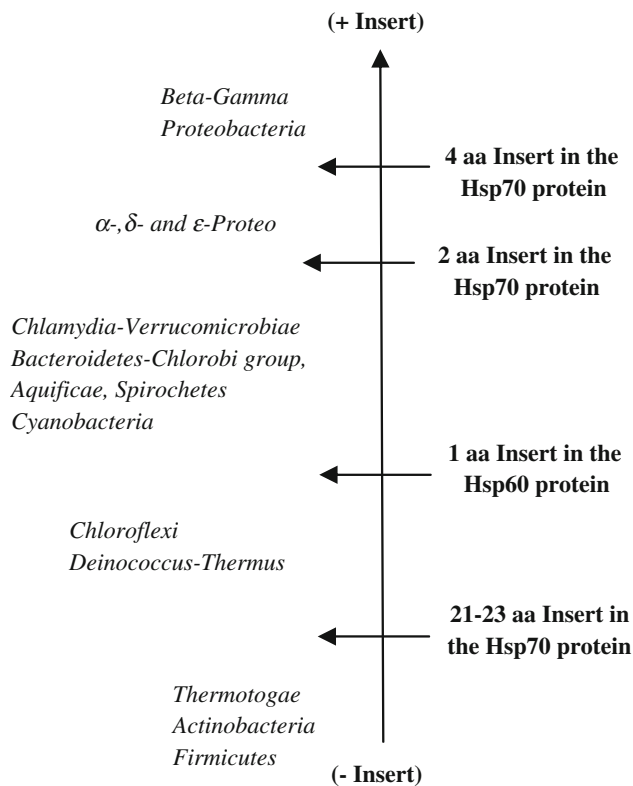 (+ Insert)
Beta-Gamma
Proteobacteria
4 aa Insert in the
Hsp70 protein
α-,δ- and ε-Proteo
2 aa Insert in the
Hsp70 protein
Chlamydia-Verrucomicrobiae
Bacteroidetes-Chlorobi group,
Aquificae, Spirochetes
Cyanobacteria
1 aa Insert in the
Hsp60 protein
Chloroflexi
Deinococcus-Thermus
21-23 aa Insert in
the Hsp70 protein
Thermotogae
Actinobacteria
Firmicutes
(- Insert)